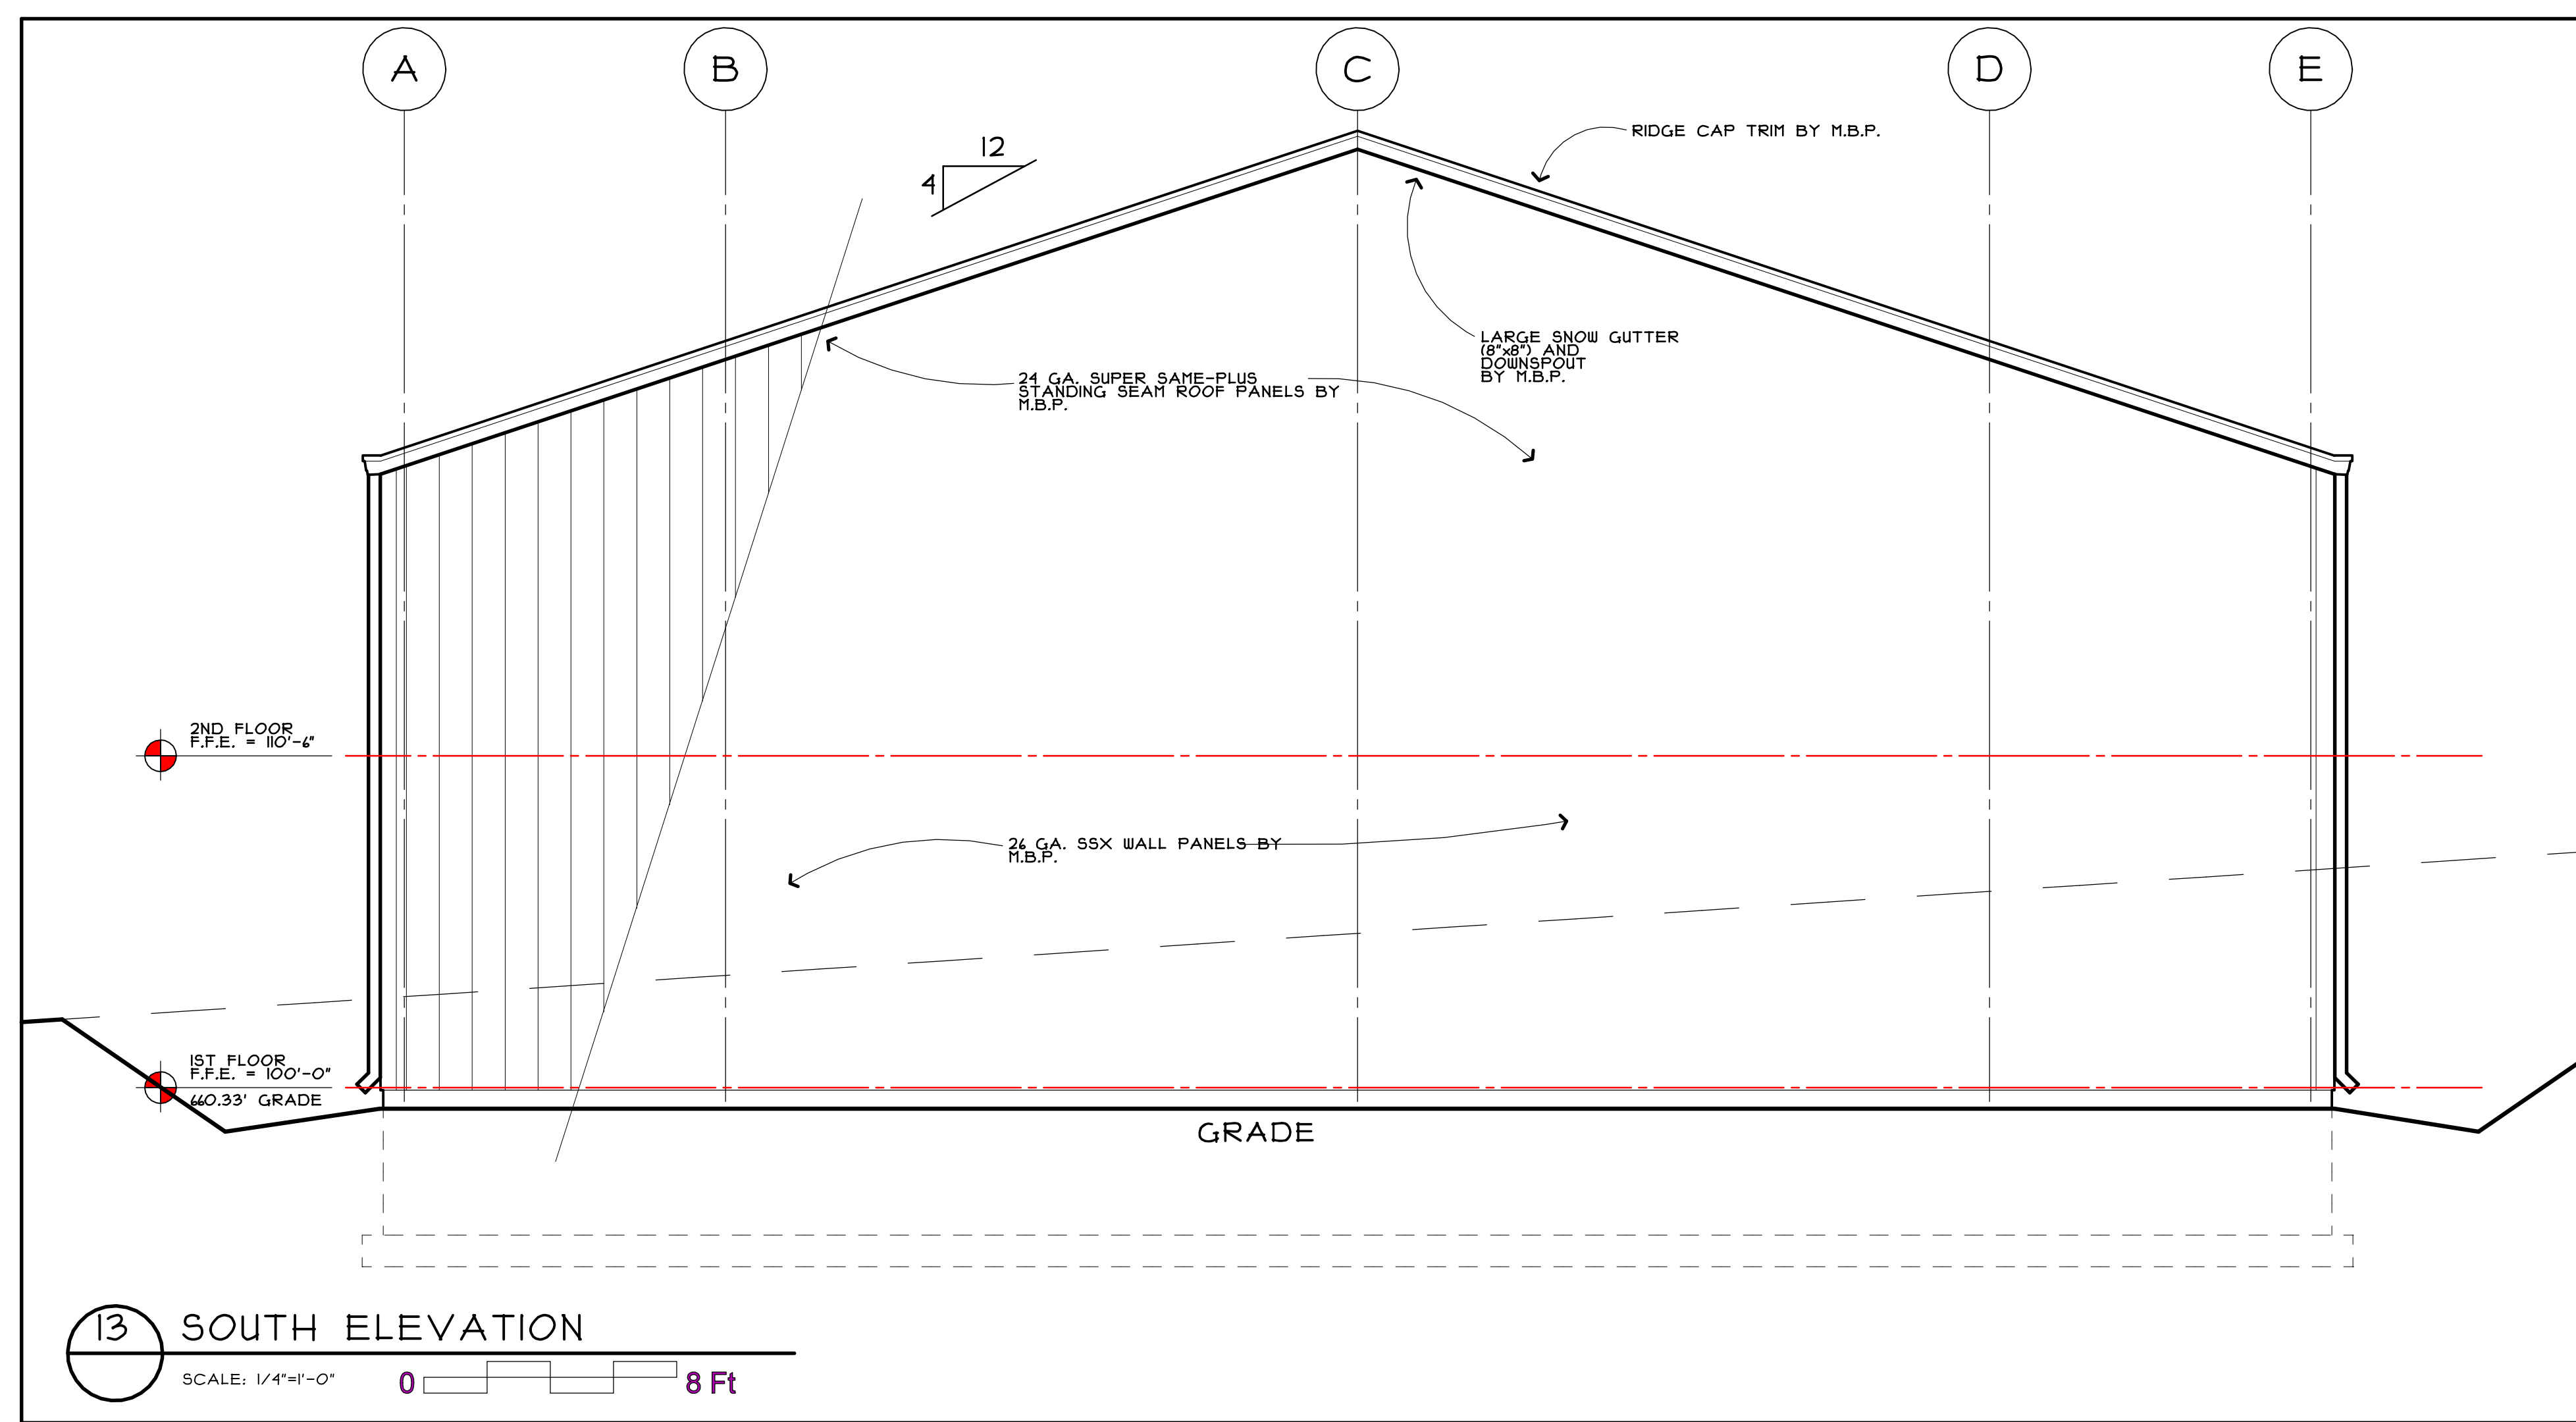 A
B
C
D
E
12
4
RIDGE CAP TRIM BY M.B.P.
LARGE SNOW GUTTER
(8"x8") AND
DOWNSPOUT
BY M.B.P.
24 GA. SUPER SAME-PLUS
STANDING SEAM ROOF PANELS BY
M.B.P.
2ND FLOOR
F.F.E. = 110'-6"
26 GA. SSX WALL PANELS BY
M.B.P.
1ST FLOOR
F.F.E. = 100'-0"
660.33' GRADE
GRADE
13
SOUTH ELEVATION
SCALE: 1/4"=1'-0"
0
8 Ft